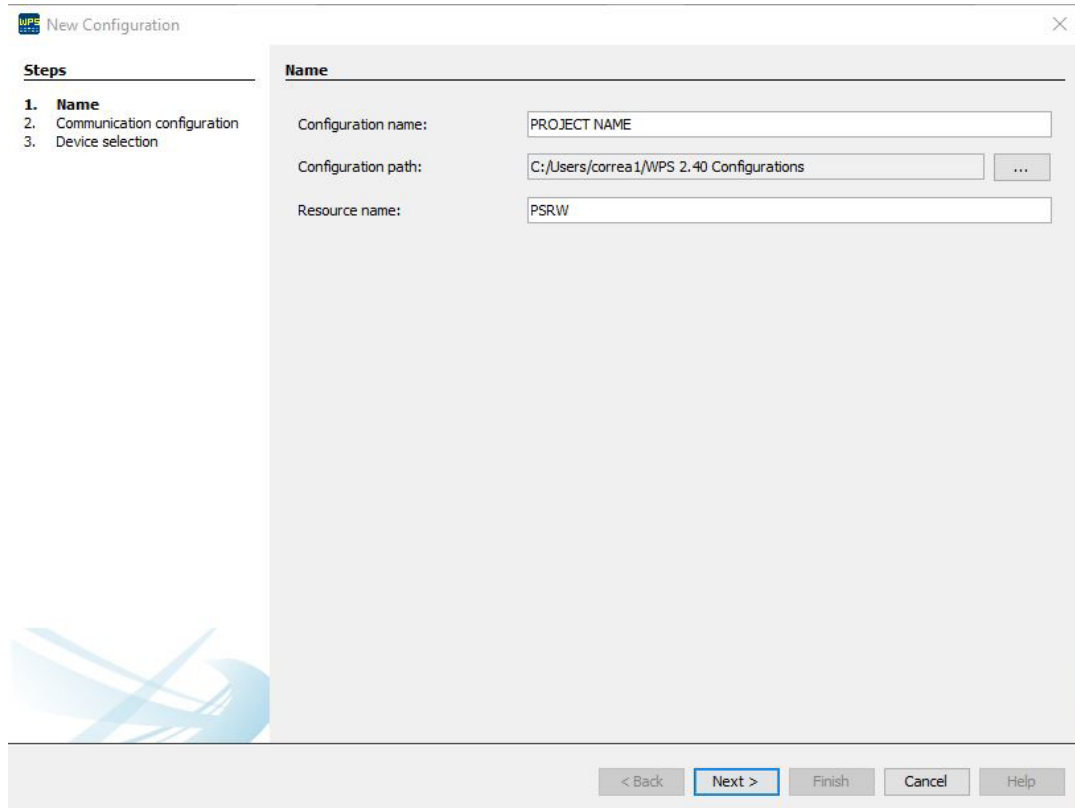 WPS
New Configuration
Steps
1. Name
2. Communication configuration
3. Device selection
Name
Configuration name: PROJECT NAME
Configuration path: C:/Users/correa1/WPS 2.40 Configurations ...
Resource name: PSRW
< Back Next > Finish Cancel Help